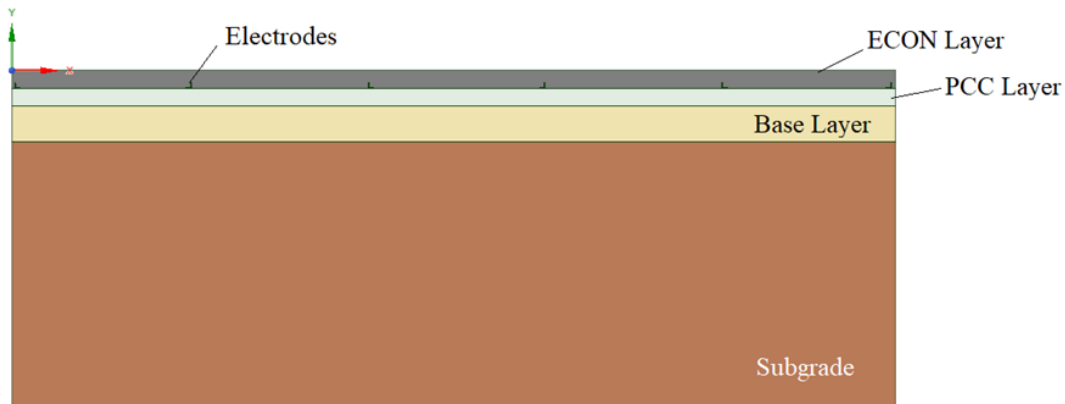 Y
Electrodes
ECON Layer
X
PCC Layer
Base Layer
Subgrade